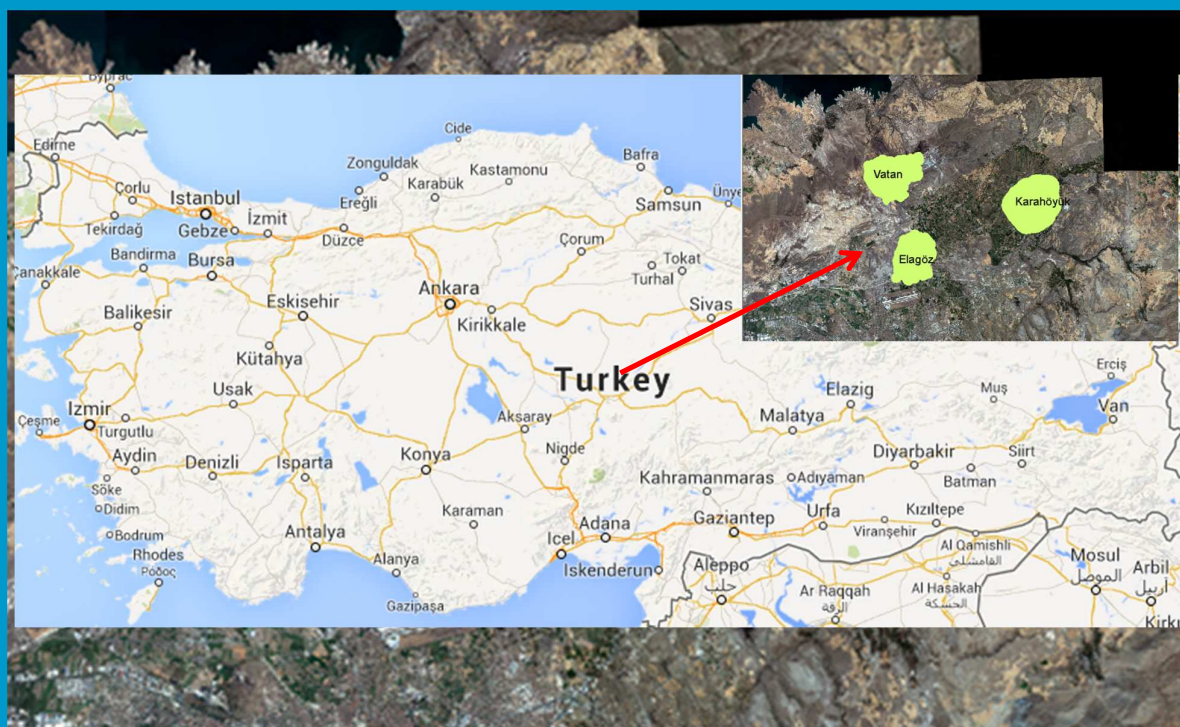 Edirne
Çorlu
Tekirdağ
Istanbul
Gebze
İzmit
Bandirma
Bursa
Çanakkale
Balikesir
Zonguldak
Ereğli
Düzce
Karabük
Cide
Kastamonu
Bafra
Samsun
Ünye
Çorum
Tokat
Turhal
Sivas
Ankara
Kirikkale
Eskisehir
Kütahya
Usak
Izmir
Çeşme
Turgutlu
Aydin
Denizli
Isparta
Söke
Didim
Bodrum
Rhodes
Ρόδος
Antalya
Alanya
Gazipaşa
Konya
Karaman
Aksaray
Nigde
Turkey
Icel
Adana
Iskenderun
Kahramanmaras
Gaziantep
Malatya
Elazig
Adıyaman
Urfa
Diyarbakir
Viranşehir
Kızıltepe
Batman
Siirt
Muş
Erciş
Van
Aleppo
حلب
Ar Raqqah
الرقة
Al Qamishli
القامشلي
Al Hasakah
الحسكة
Mosul
الموصل
Arbil
أربيل
Vatan
Karahöyük
Elagöz